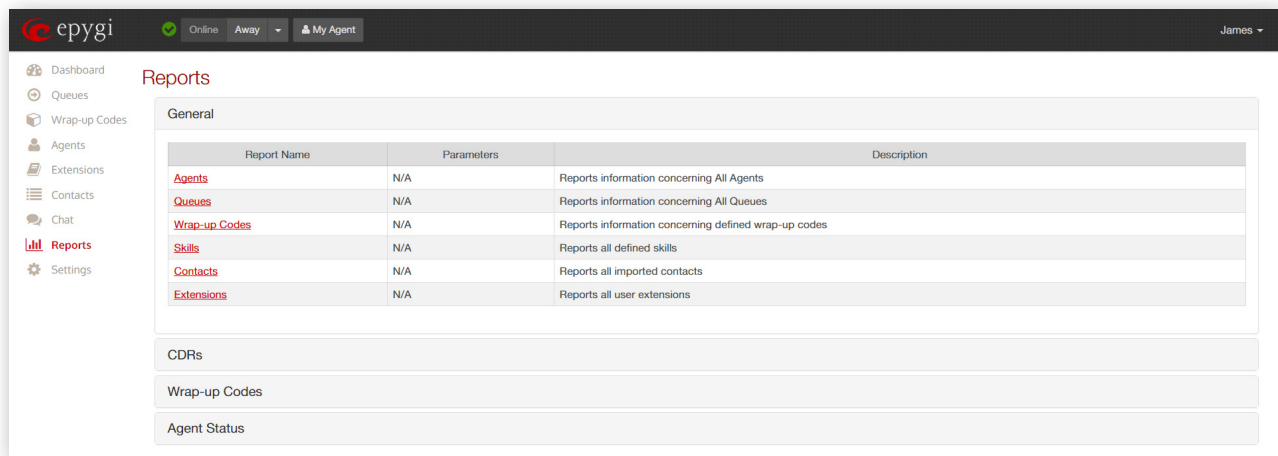 epygi Online Away My Agent James
Dashboard
Queues
Wrap-up Codes
Agents
Extensions
Contacts
Chat
Reports
Settings
Reports
General
Report Name Parameters Description
Agents N/A Reports information concerning All Agents
Queues N/A Reports information concerning All Queues
Wrap-up Codes N/A Reports information concerning defined wrap-up codes
Skills N/A Reports all defined skills
Contacts N/A Reports all imported contacts
Extensions N/A Reports all user extensions
CDRs
Wrap-up Codes
Agent Status